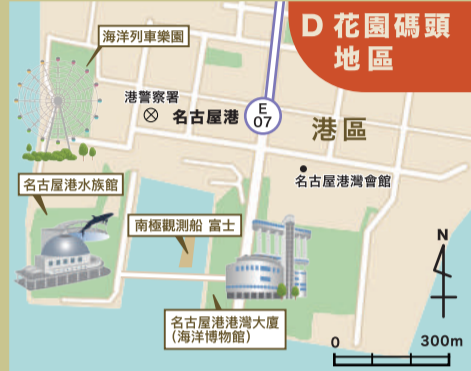 D 花園碼頭
地區
海洋列車樂園
港警察署
名古屋港
E
07
港區
名古屋港灣會館
名古屋港水族館
南極觀測船 富士
名古屋港港灣大廈
（海洋博物館）
N
0 300m